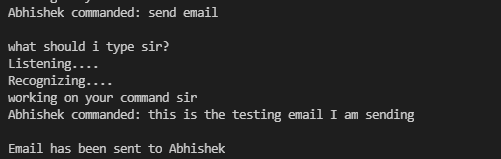 Abhishek commanded: send email
what should i type sir?
Listening....
Recognizing....
working on your command sir
Abhishek commanded: this is the testing email I am sending
Email has been sent to Abhishek